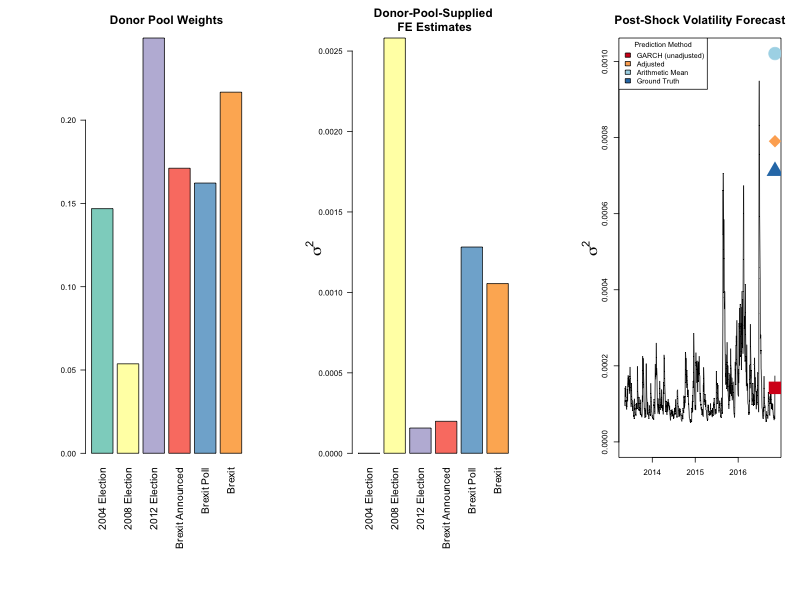 Donor Pool Weights
0.20
0.15
0.10
0.05
0.00
2004 Election
2008 Election
2012 Election
Brexit Announced
Brexit Poll
Brexit
Donor-Pool-Supplied
FE Estimates
σ²
0.0025
0.0020
0.0015
0.0010
0.0005
0.0000
2004 Election
2008 Election
2012 Election
Brexit Announced
Brexit Poll
Brexit
Post-Shock Volatility Forecast
Prediction Method
GARCH (unadjusted)
Adjusted
Arithmetic Mean
Ground Truth
σ²
0.0010
0.0008
0.0006
0.0004
0.0002
0.0000
2014
2015
2016